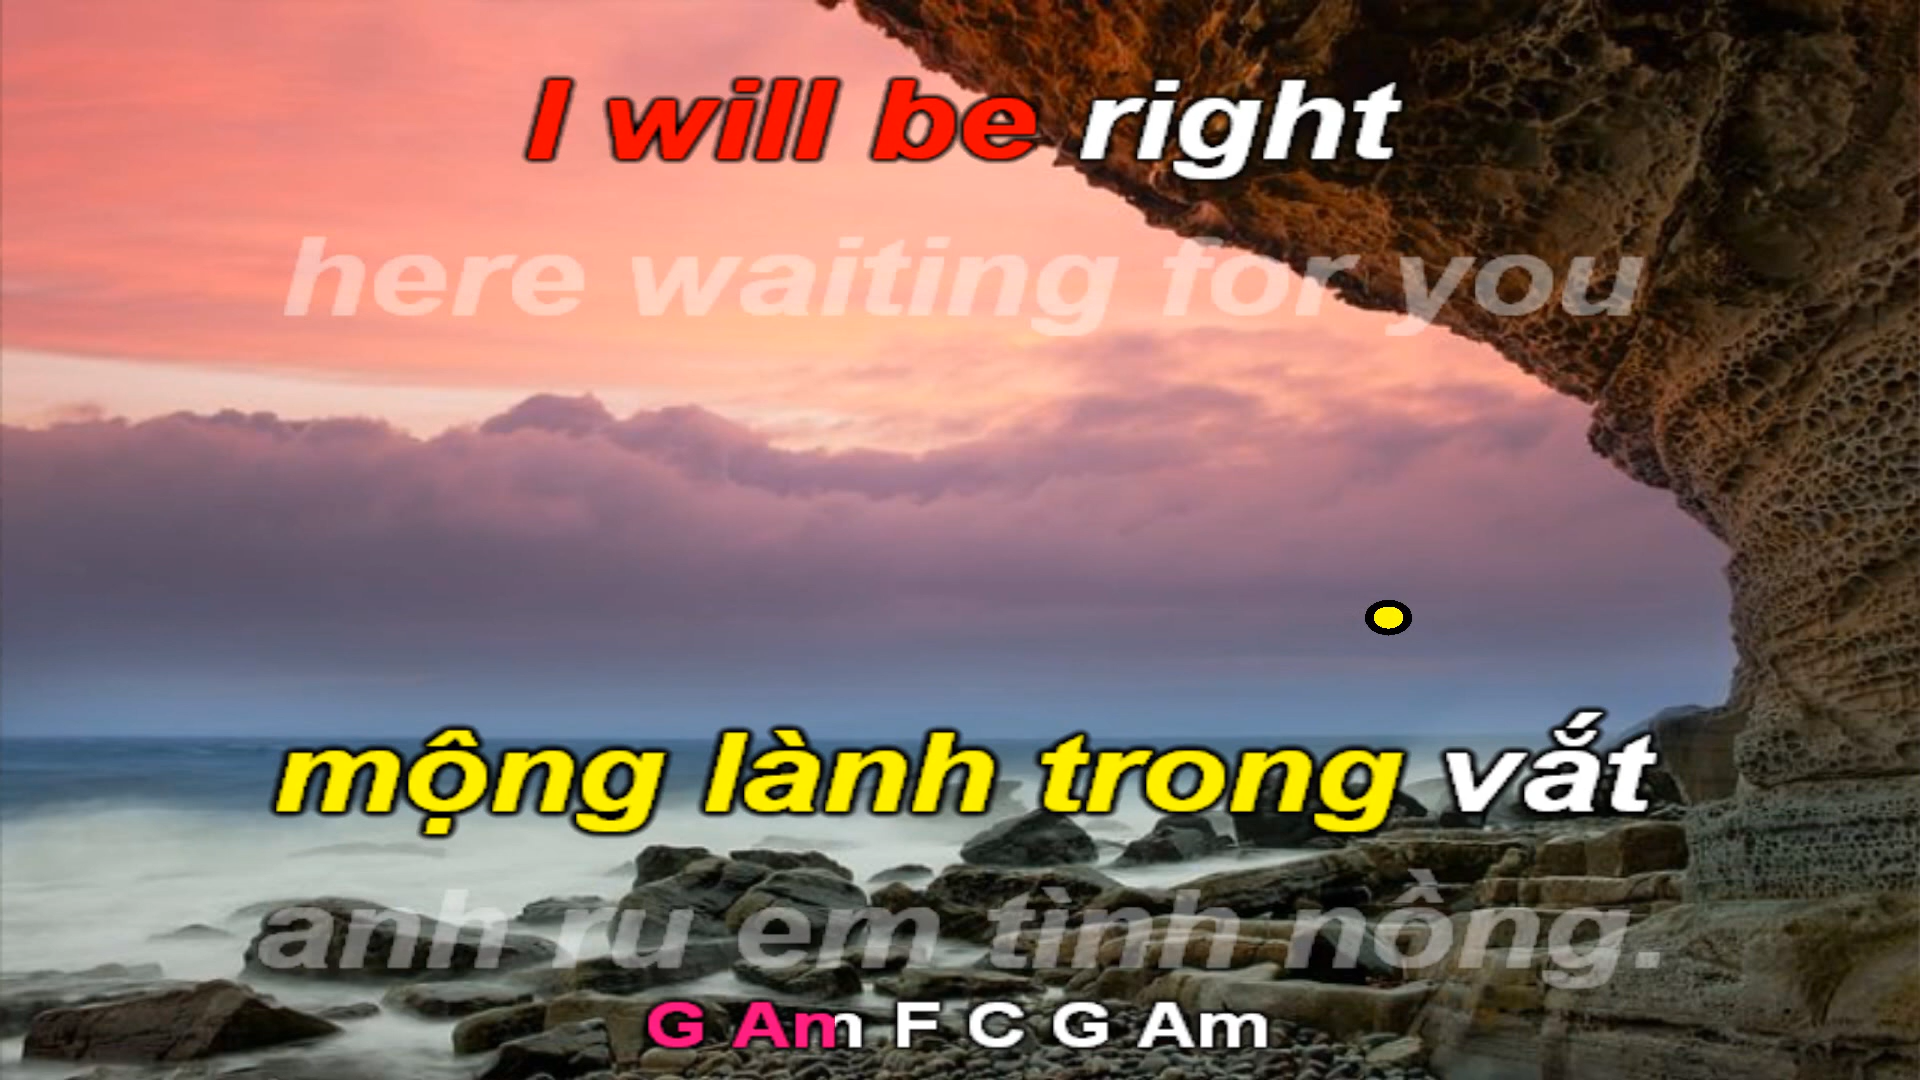 I will be right
here waiting for you
mộng lành trong vắt
anh ru em tình nồng.
G Am F C G Am